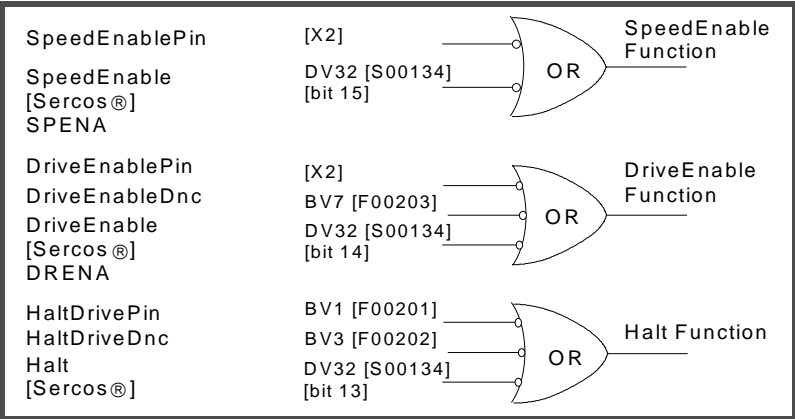 SpeedEnablePin [X2] SpeedEnable
Function
SpeedEnable DV32 [S00134] OR
[Sercos®] [bit 15]
SPENA
DriveEnablePin [X2] DriveEnable
Function
DriveEnableDnc BV7 [F00203] OR
DriveEnable DV32 [S00134]
[Sercos®] [bit 14]
DRENA
HaltDrivePin BV1 [F00201]
HaltDriveDnc BV3 [F00202] Halt Function
Halt DV32 [S00134] OR
[Sercos®] [bit 13]